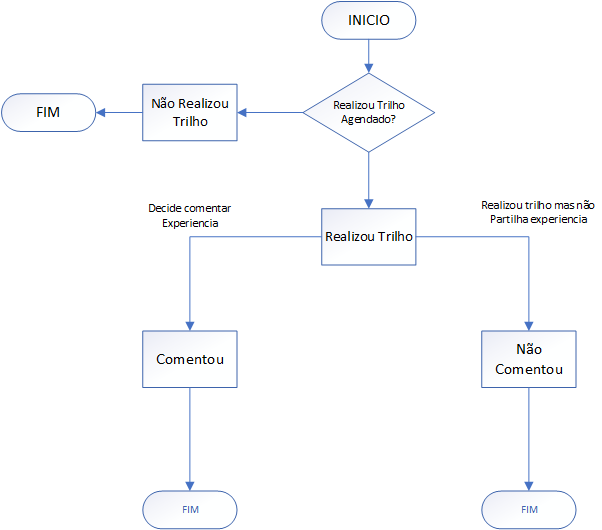 INICIO
Realizou Trilho
Agendado?
Não Realizou
Trilho
FIM
Decide comentar
Experiencia
Realizou trilho mas não
Partilha experiencia
Realizou Trilho
Comentou
Não
Comentou
FIM
FIM